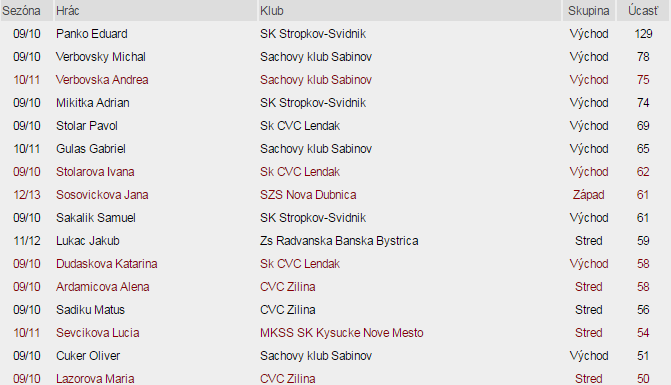 Sezóna Hrác Klub Skupina Úcasť
09/10 Panko Eduard SK Stropkov-Svidnik Východ 129
09/10 Verbovsky Michal Sachovy klub Sabinov Východ 78
10/11 Verbovska Andrea Sachovy klub Sabinov Východ 75
09/10 Mikitka Adrian SK Stropkov-Svidnik Východ 74
09/10 Stolar Pavol Sk CVC Lendak Východ 69
10/11 Gulas Gabriel Sachovy klub Sabinov Východ 65
09/10 Stolarova Ivana Sk CVC Lendak Východ 62
12/13 Sosovickova Jana SZS Nova Dubnica Západ 61
09/10 Sakalik Samuel SK Stropkov-Svidnik Východ 61
11/12 Lukac Jakub Zs Radvanska Banska Bystrica Stred 59
09/10 Dudaskova Katarina Sk CVC Lendak Východ 58
09/10 Ardamicova Alena CVC Zilina Stred 58
09/10 Sadiku Matus CVC Zilina Stred 56
10/11 Sevcikova Lucia MKSS SK Kysucke Nove Mesto Stred 54
09/10 Cuker Oliver Sachovy klub Sabinov Východ 51
09/10 Lazorova Maria CVC Zilina Stred 50